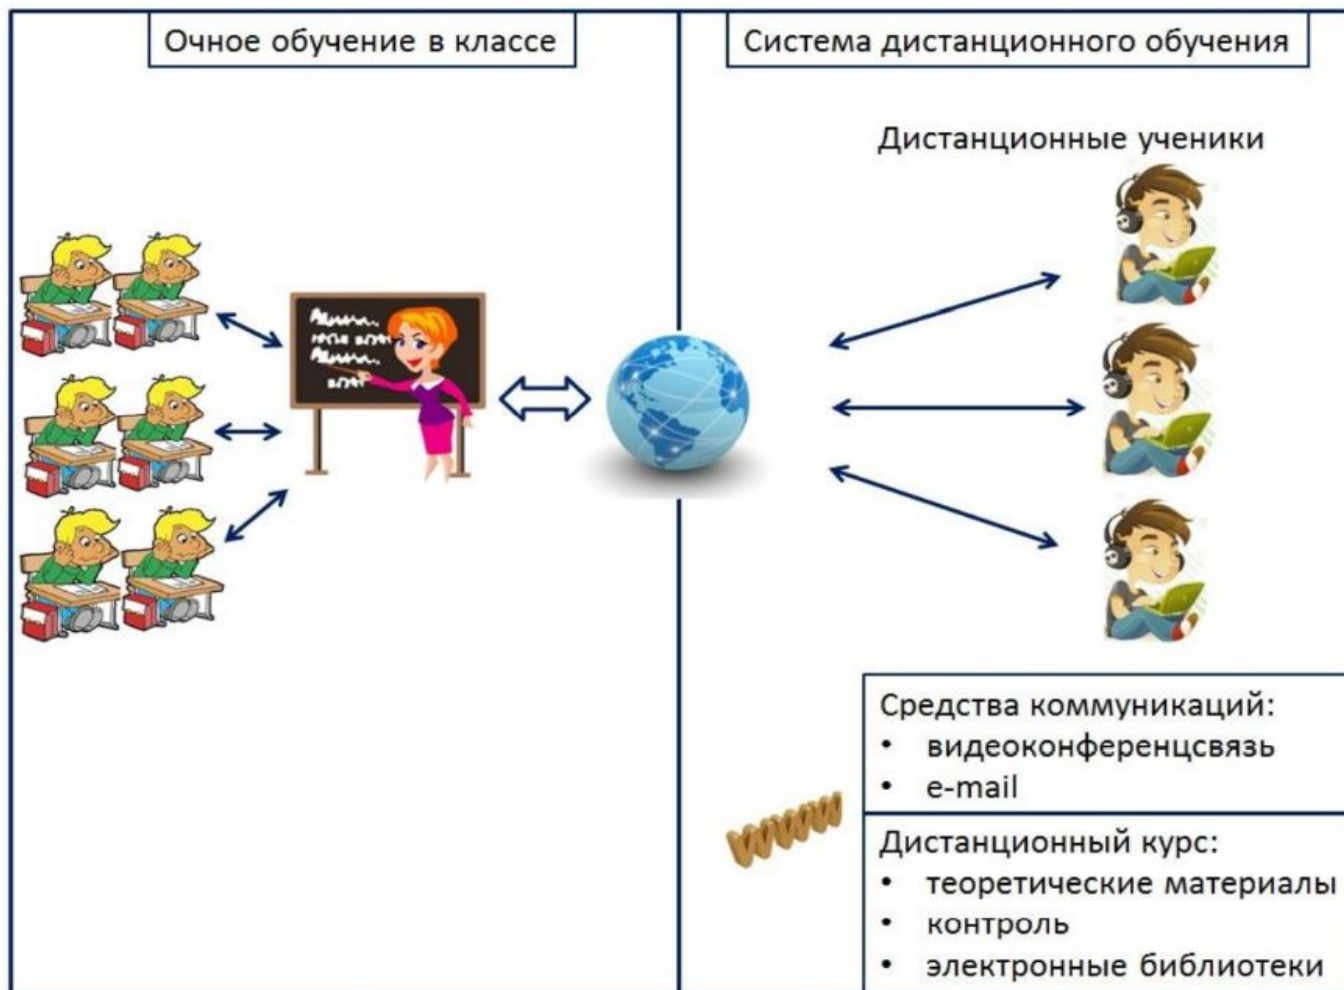 Очное обучение в классе
Система дистанционного обучения
Дистанционные ученики
Средства коммуникаций:
• видеоконференцсвязь
• e-mail
www
Дистанционный курс:
• теоретические материалы
• контроль
• электронные библиотеки